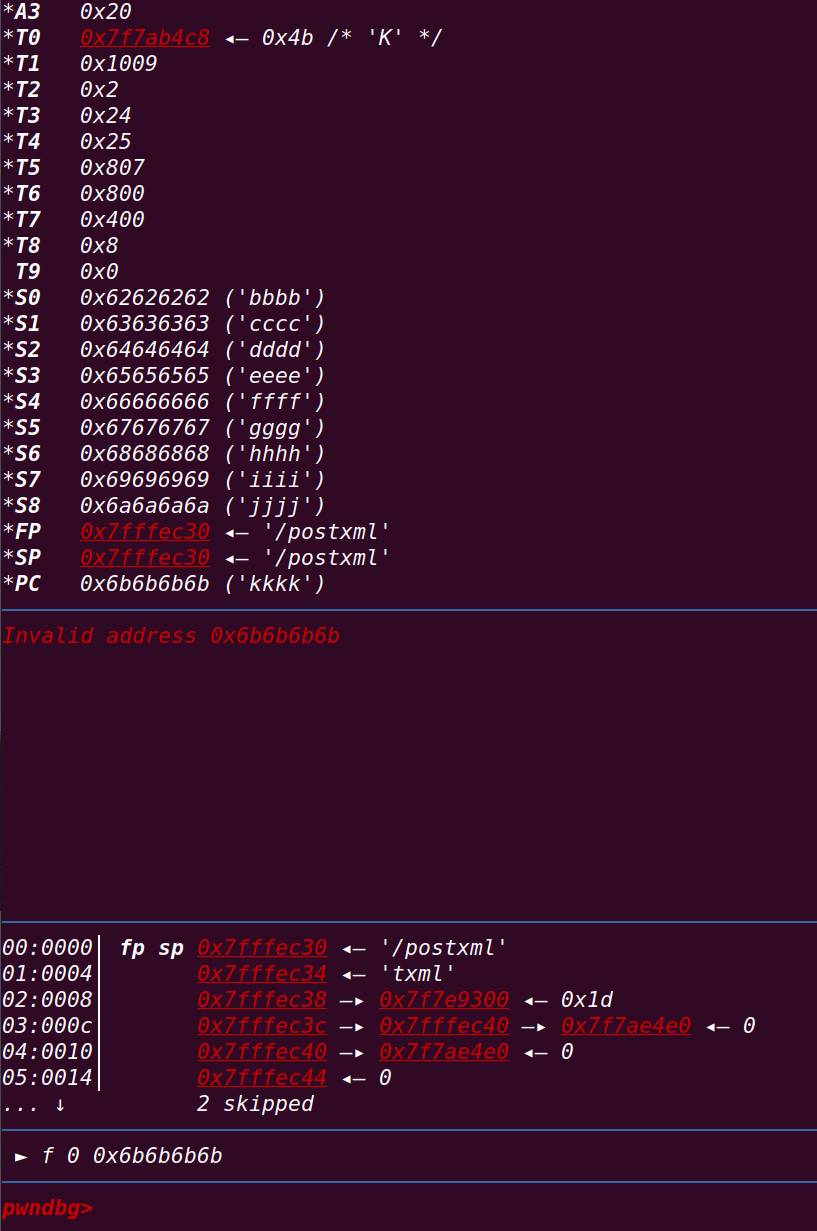 *A3   0x20
*T0   0x7f7ab4c8 ◂— 0x4b /* 'K' */
*T1   0x1009
*T2   0x2
*T3   0x24
*T4   0x25
*T5   0x807
*T6   0x800
*T7   0x400
*T8   0x8
 T9   0x0
*S0   0x62626262 ('bbbb')
*S1   0x63636363 ('cccc')
*S2   0x64646464 ('dddd')
*S3   0x65656565 ('eeee')
*S4   0x66666666 ('ffff')
*S5   0x67676767 ('gggg')
*S6   0x68686868 ('hhhh')
*S7   0x69696969 ('iiii')
*S8   0x6a6a6a6a ('jjjj')
*FP   0x7fffec30 ◂— '/postxml'
*SP   0x7fffec30 ◂— '/postxml'
*PC   0x6b6b6b6b ('kkkk')
Invalid address 0x6b6b6b6b
00:0000│ fp sp 0x7fffec30 ◂— '/postxml'
01:0004│       0x7fffec34 ◂— 'txml'
02:0008│       0x7fffec38 —▸ 0x7f7e9300 ◂— 0x1d
03:000c│       0x7fffec3c —▸ 0x7fffec40 —▸ 0x7f7ae4e0 ◂— 0
04:0010│       0x7fffec40 —▸ 0x7f7ae4e0 ◂— 0
05:0014│       0x7fffec44 ◂— 0
... ↓          2 skipped
 ► f 0 0x6b6b6b6b
pwndbg>